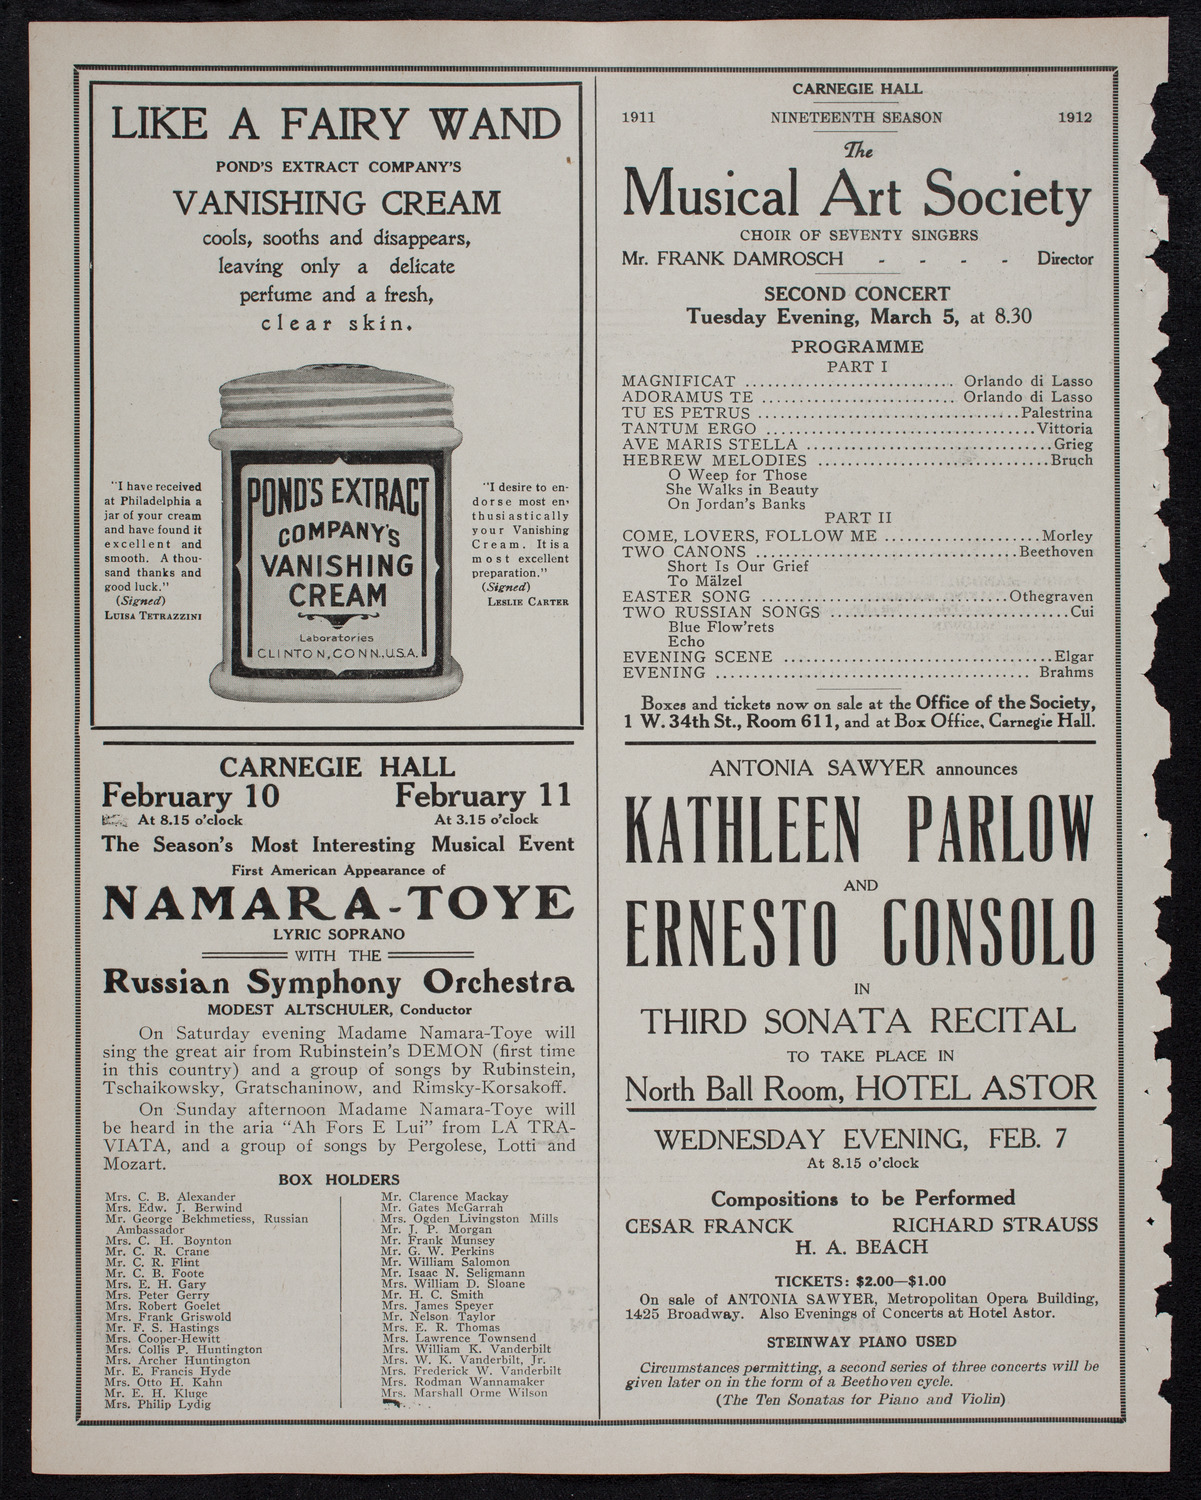 LIKE A FAIRY WAND
POND'S EXTRACT COMPANY'S
VANISHING CREAM
cools, sooths and disappears,
leaving only a delicate
perfume and a fresh,
clear skin.
"I have received
at Philadelphia a
jar of your cream
and have found it
excellent and
smooth. A thou-
sand thanks and
good luck."
(Signed)
LUISA TETRAZZINI
POND'S EXTRACT
COMPANY'S
VANISHING
CREAM
Laboratories
CLINTON, CONN., U.S.A.
"I desire to en-
dorse most en-
thusiastically
your Vanishing
Cream. It is a
most excellent
preparation."
(Signed)
LESLIE CARTER
CARNEGIE HALL
February 10 February 11
At 8.15 o'clock At 3.15 o'clock
The Season's Most Interesting Musical Event
First American Appearance of
NAMARA-TOYE
LYRIC SOPRANO
WITH THE
Russian Symphony Orchestra
MODEST ALTSCHULER, Conductor
On Saturday evening Madame Namara-Toye will
sing the great air from Rubinstein's DEMON (first time
in this country) and a group of songs by Rubinstein,
Tschaikowsky, Gratschaninow, and Rimsky-Korsakoff.
On Sunday afternoon Madame Namara-Toye will
be heard in the aria "Ah Fors E Lui" from LA TRA-
VIATA, and a group of songs by Pergolese, Lotti and
Mozart.
BOX HOLDERS
Mrs. C. B. Alexander
Mrs. Edw. J. Berwind
Mr. George Bekhmetiess, Russian
Ambassador
Mrs. C. H. Boynton
Mr. C. R. Crane
Mr. C. R. Flint
Mr. C. B. Foote
Mrs. E. H. Gary
Mrs. Peter Gerry
Mrs. Robert Goelet
Mrs. Frank Griswold
Mr. F. S. Hastings
Mrs. Cooper-Hewitt
Mrs. Collis P. Huntington
Mrs. Archer Huntington
Mr. E. Francis Hyde
Mrs. Otto H. Kahn
Mr. E. H. Kluge
Mrs. Philip Lydig
Mr. Clarence Mackay
Mr. Gates McGarrah
Mrs. Ogden Livingston Mills
Mr. J. P. Morgan
Mr. Frank Munsey
Mr. G. W. Perkins
Mr. William Salomon
Mr. Isaac N. Seligmann
Mrs. William D. Sloane
Mr. H. C. Smith
Mrs. James Speyer
Mr. Nelson Taylor
Mrs. E. R. Thomas
Mrs. Lawrence Townsend
Mrs. William K. Vanderbilt
Mrs. W. K. Vanderbilt, Jr.
Mrs. Frederick W. Vanderbilt
Mrs. Rodman Wannamaker
Mrs. Marshall Orme Wilson
CARNEGIE HALL
1911 NINETEENTH SEASON 1912
The
Musical Art Society
CHOIR OF SEVENTY SINGERS
Mr. FRANK DAMROSCH - - - - Director
SECOND CONCERT
Tuesday Evening, March 5, at 8.30
PROGRAMME
PART I
MAGNIFICAT ........ Orlando di Lasso
ADORAMUS TE ........ Orlando di Lasso
TU ES PETRUS ........ Palestrina
TANTUM ERGO ........ Vittoria
AVE MARIS STELLA ........ Grieg
HEBREW MELODIES ........ Bruch
O Weep for Those
She Walks in Beauty
On Jordan's Banks
PART II
COME, LOVERS, FOLLOW ME ........ Morley
TWO CANONS ........ Beethoven
Short Is Our Grief
To Mälzel
EASTER SONG ........ Othegraven
TWO RUSSIAN SONGS ........ Cui
Blue Flow'rets
Echo
EVENING SCENE ........ Elgar
EVENING ........ Brahms
Boxes and tickets now on sale at the Office of the Society,
1 W. 34th St., Room 611, and at Box Office, Carnegie Hall.
ANTONIA SAWYER announces
KATHLEEN PARLOW
AND
ERNESTO CONSOLO
IN
THIRD SONATA RECITAL
TO TAKE PLACE IN
North Ball Room, HOTEL ASTOR
WEDNESDAY EVENING, FEB. 7
At 8.15 o'clock
Compositions to be Performed
CESAR FRANCK RICHARD STRAUSS
H. A. BEACH
TICKETS: $2.00—$1.00
On sale of ANTONIA SAWYER, Metropolitan Opera Building,
1425 Broadway. Also Evenings of Concerts at Hotel Astor.
STEINWAY PIANO USED
Circumstances permitting, a second series of three concerts will be
given later on in the form of a Beethoven cycle.
(The Ten Sonatas for Piano and Violin)